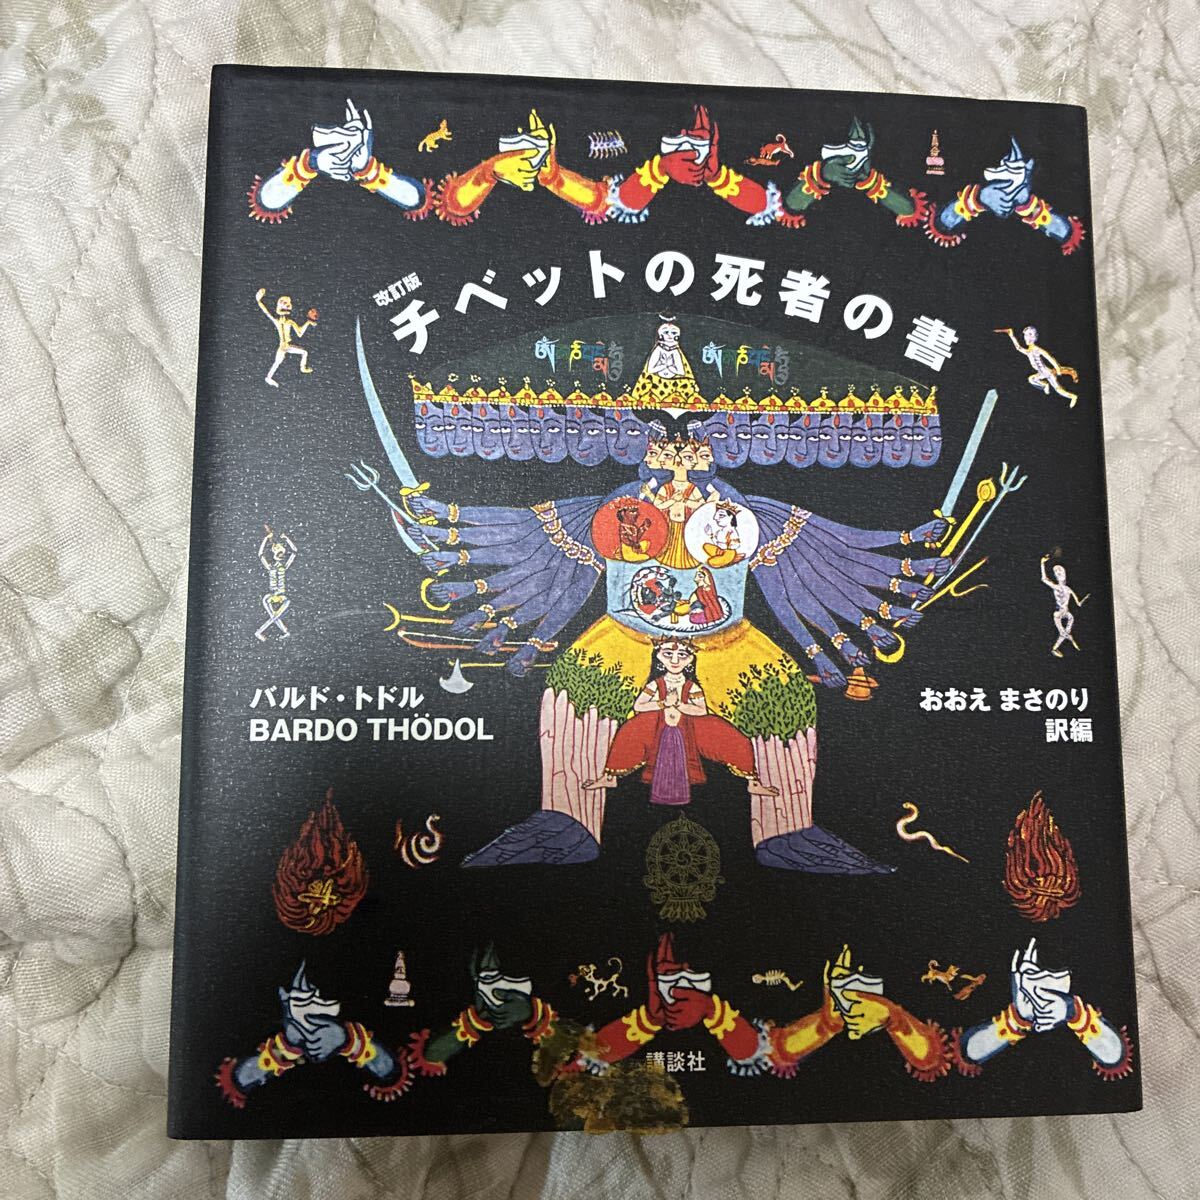 改訂版
チベットの死者の書
バルド・トドル
BARDO THÖDOL
おおえ まさのり
訳編
講談社